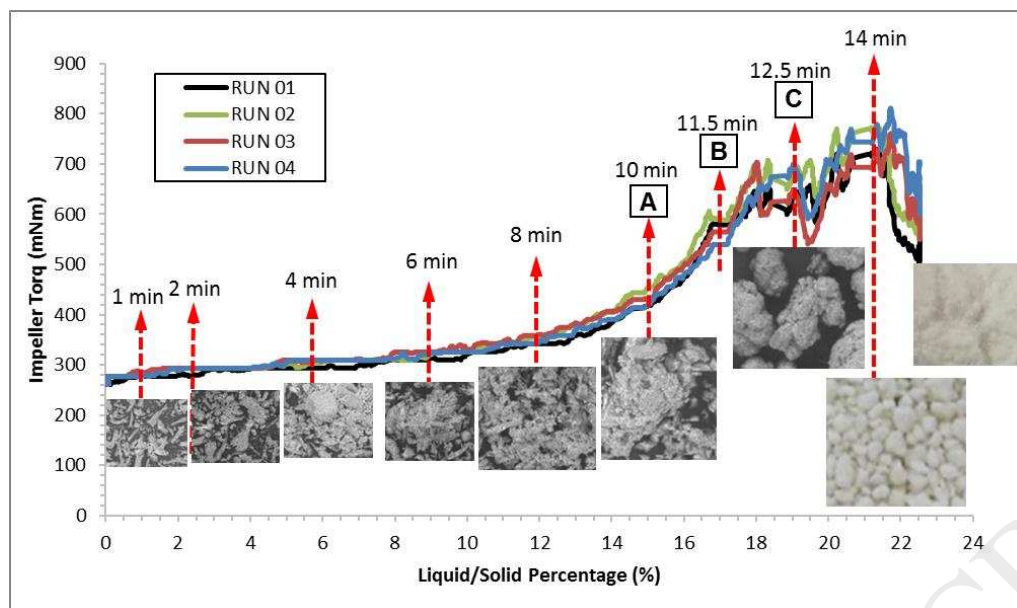 14 min
12.5 min
C
11.5 min
B
10 min
A
8 min
6 min
4 min
2 min
1 min
RUN 01
RUN 02
RUN 03
RUN 04
Impeller Torq (mNm)
900
800
700
600
500
400
300
200
100
0
0 2 4 6 8 10 12 14 16 18 20 22 24
Liquid/Solid Percentage (%)